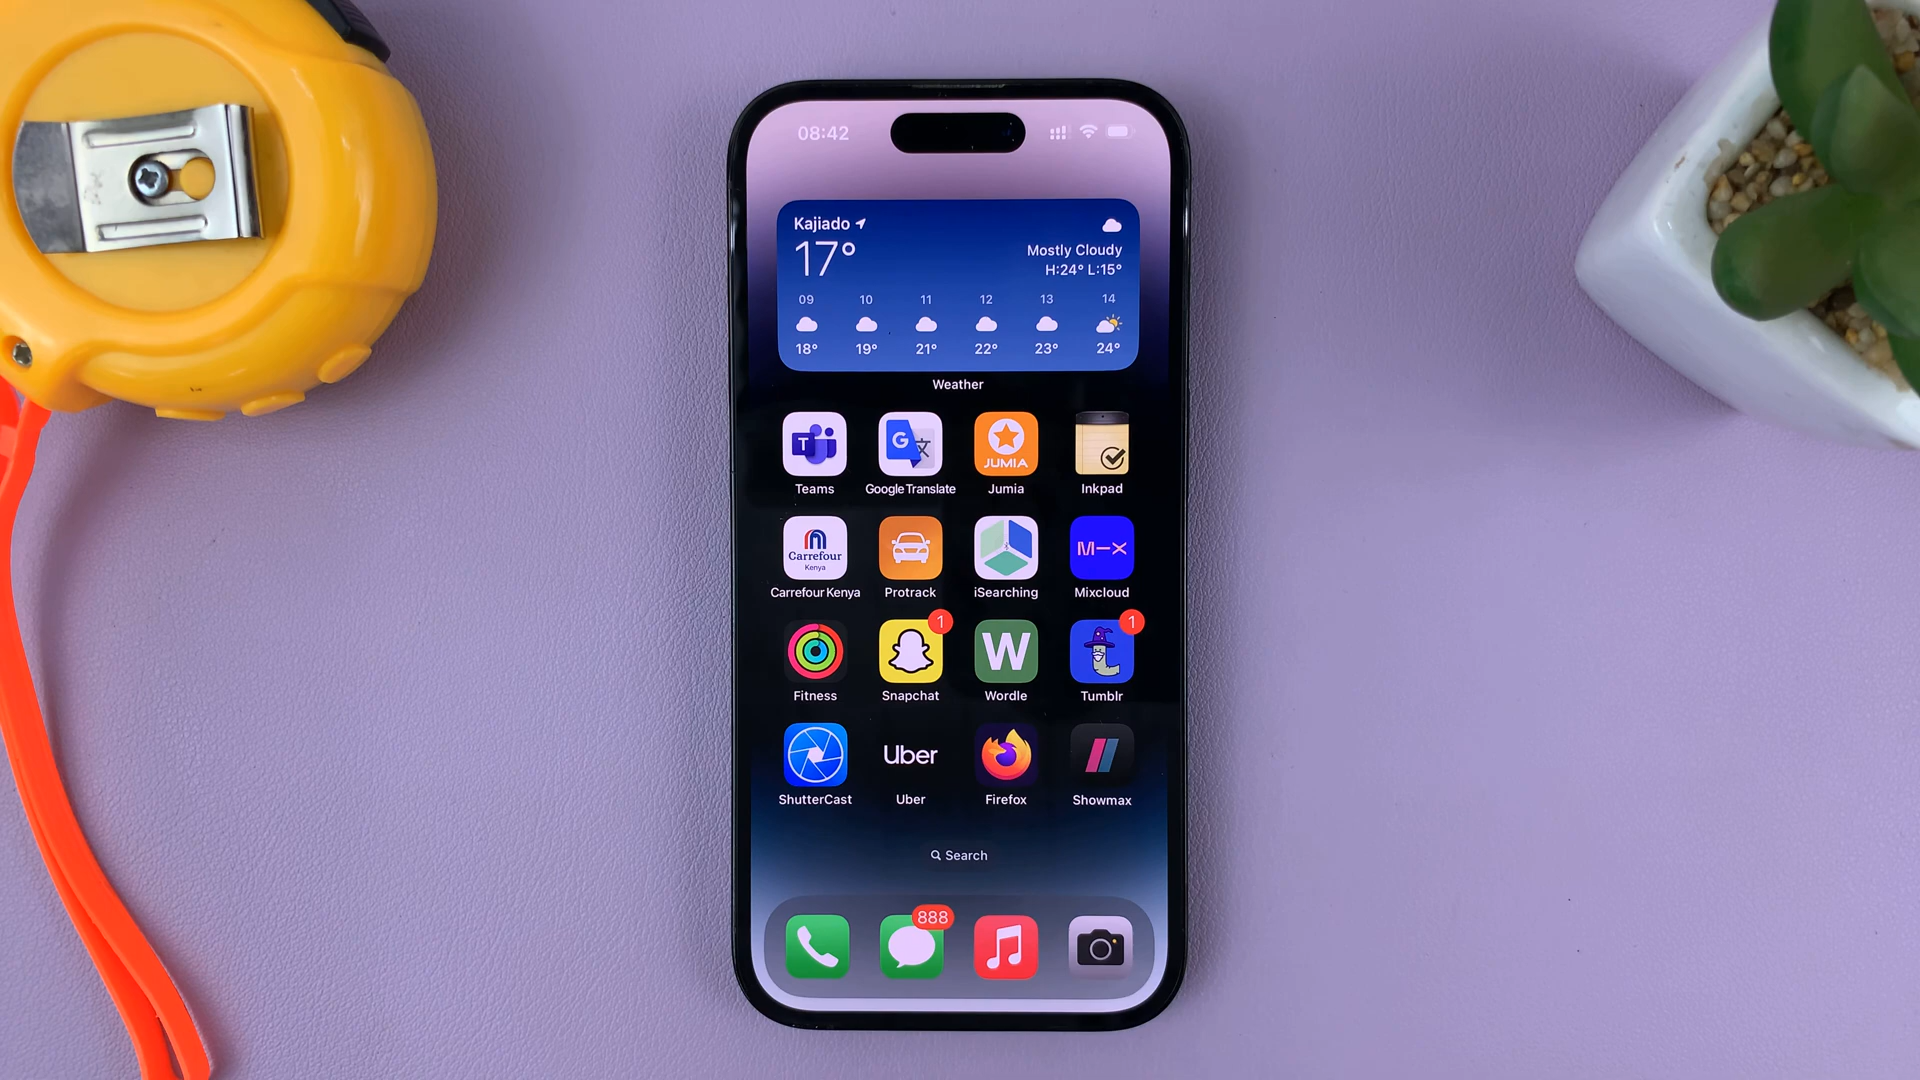 08:42
Kajiado
17°
Mostly Cloudy
H:24° L:15°
09 10 11 12 13 14
18° 19° 21° 22° 23° 24°
Weather
T
G 文
JUMIA
Teams Google Translate Jumia Inkpad
Carrefour
Kenya
M-X
Carrefour Kenya Protrack iSearching Mixcloud
1 1
W
Fitness Snapchat Wordle Tumblr
Uber
ShutterCast Uber Firefox Showmax
Search
888